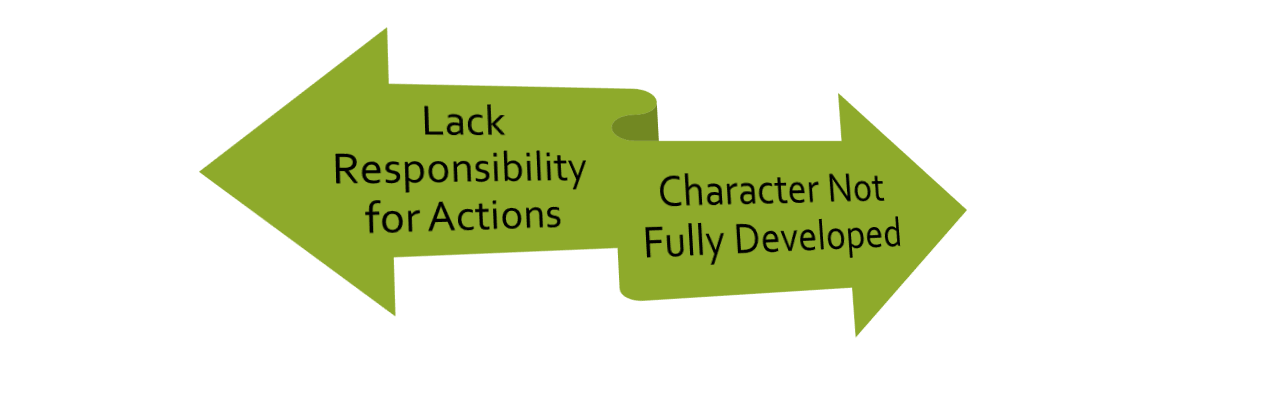 Lack
Responsibility
for Actions
Character Not
Fully Developed